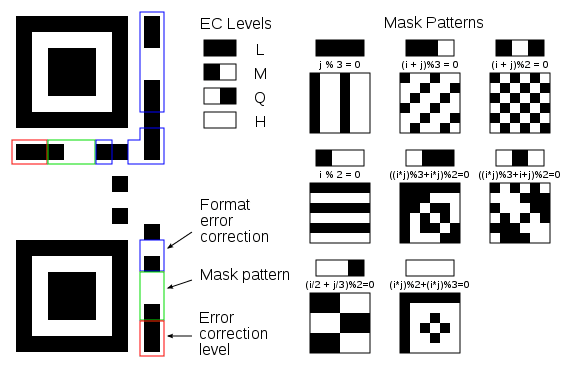 EC Levels
L
M
Q
H
Mask Patterns
j % 3 = 0
(i + j)%3 = 0
(i + j)%2 = 0
i % 2 = 0
((i*j)%3+i*j)%2=0
((i*j)%3+i+j)%2=0
(i/2 + j/3)%2=0
(i*j)%2+(i*j)%3=0
Format
error
correction
Mask pattern
Error
correction
level